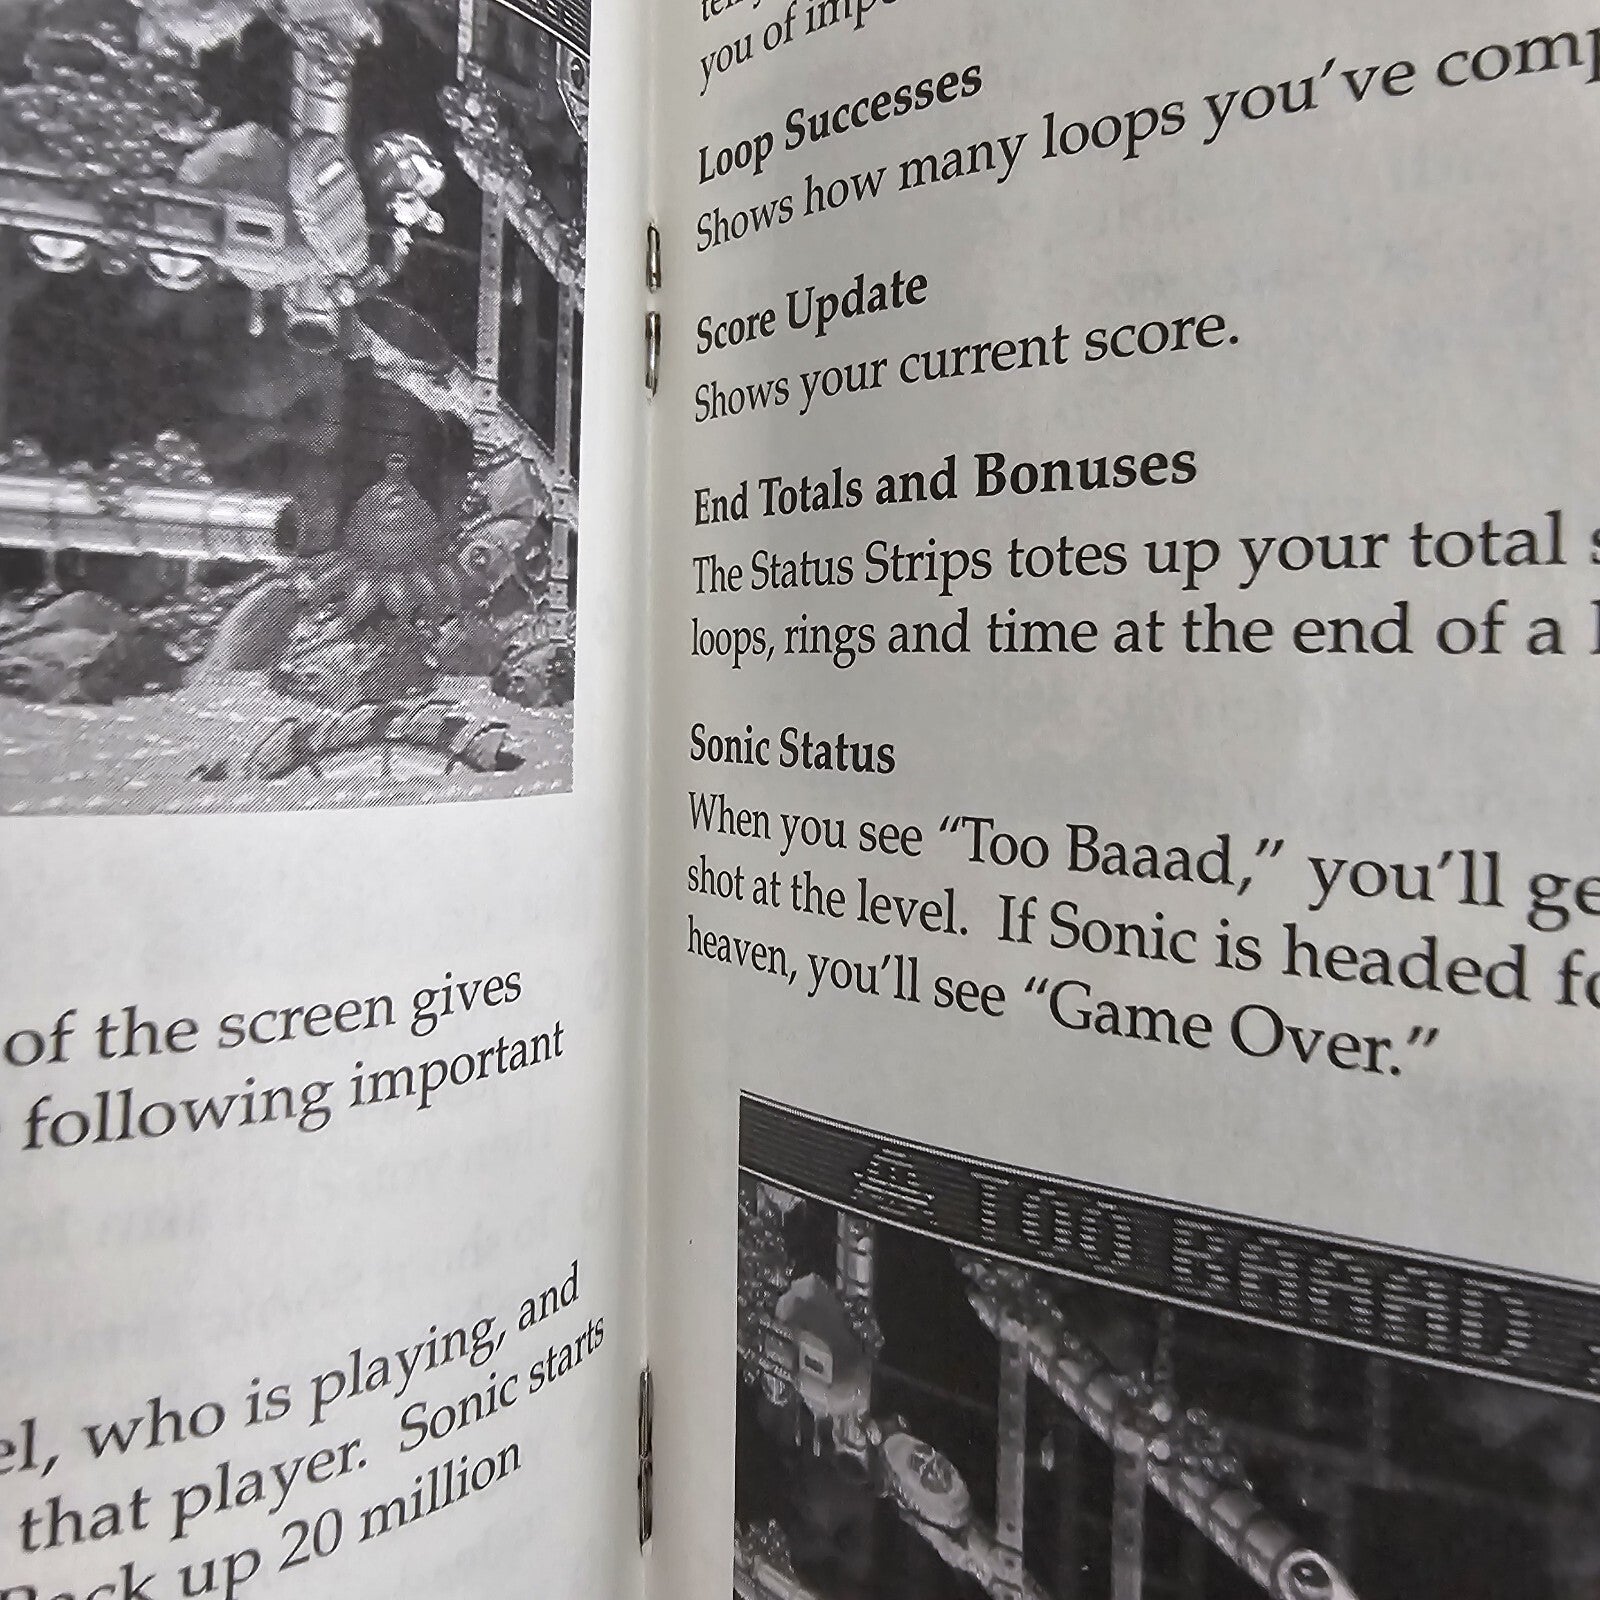 of the screen gives
following important
el, who is playing, and
that player. Sonic starts
Rack up 20 million
you of
Loop Successes
Shows how many loops you've comp
Score Update
Shows your current score.
End Totals and Bonuses
The Status Strips totes up your total s
loops, rings and time at the end of a
Sonic Status
When you see "Too Baaad," you'll ge
shot at the level. If Sonic is headed fo
heaven, you'll see "Game Over."
TOO BAAAD